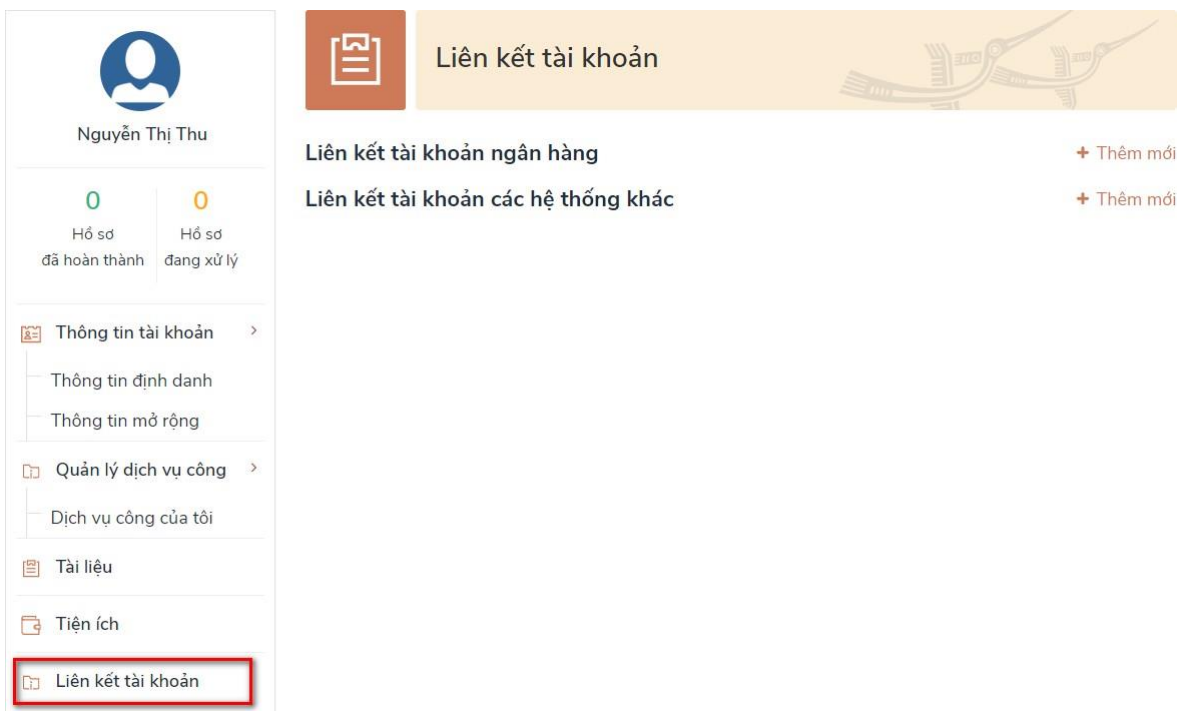 Nguyễn Thị Thu
0 0
Hồ sơ Hồ sơ
đã hoàn thành đang xử lý
Thông tin tài khoản
Thông tin định danh
Thông tin mở rộng
Quản lý dịch vụ công
Dịch vụ công của tôi
Tài liệu
Tiện ích
Liên kết tài khoản
Liên kết tài khoản
Liên kết tài khoản ngân hàng + Thêm mới
Liên kết tài khoản các hệ thống khác + Thêm mới